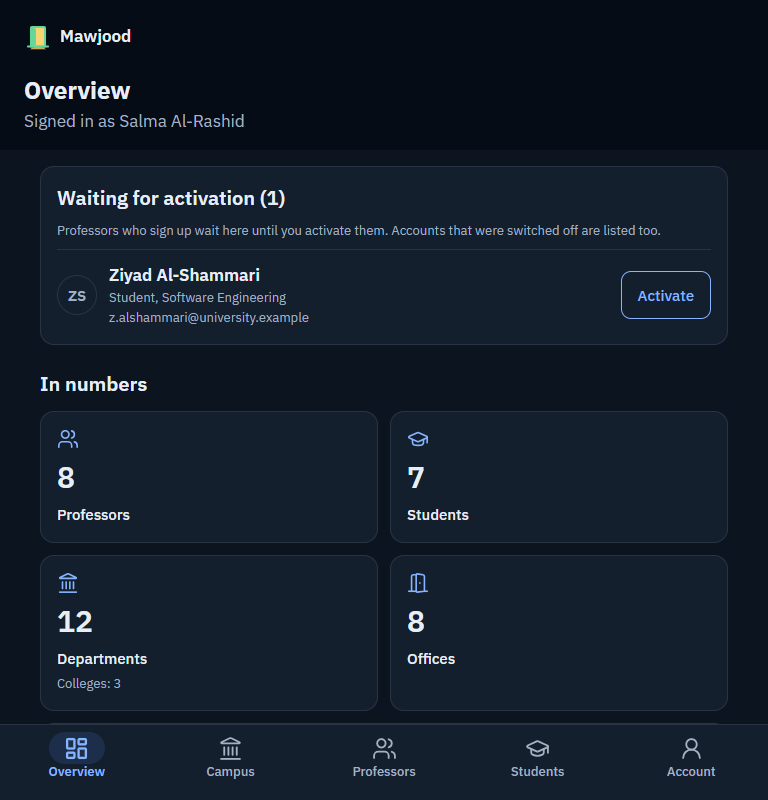 Mawjood
Overview
Signed in as Salma Al-Rashid
Waiting for activation (1)
Professors who sign up wait here until you activate them. Accounts that were switched off are listed too.
ZS
Ziyad Al-Shammari
Student, Software Engineering
z.alshammari@university.example
Activate
In numbers
8
Professors
7
Students
12
Departments
Colleges: 3
8
Offices
Overview
Campus
Professors
Students
Account